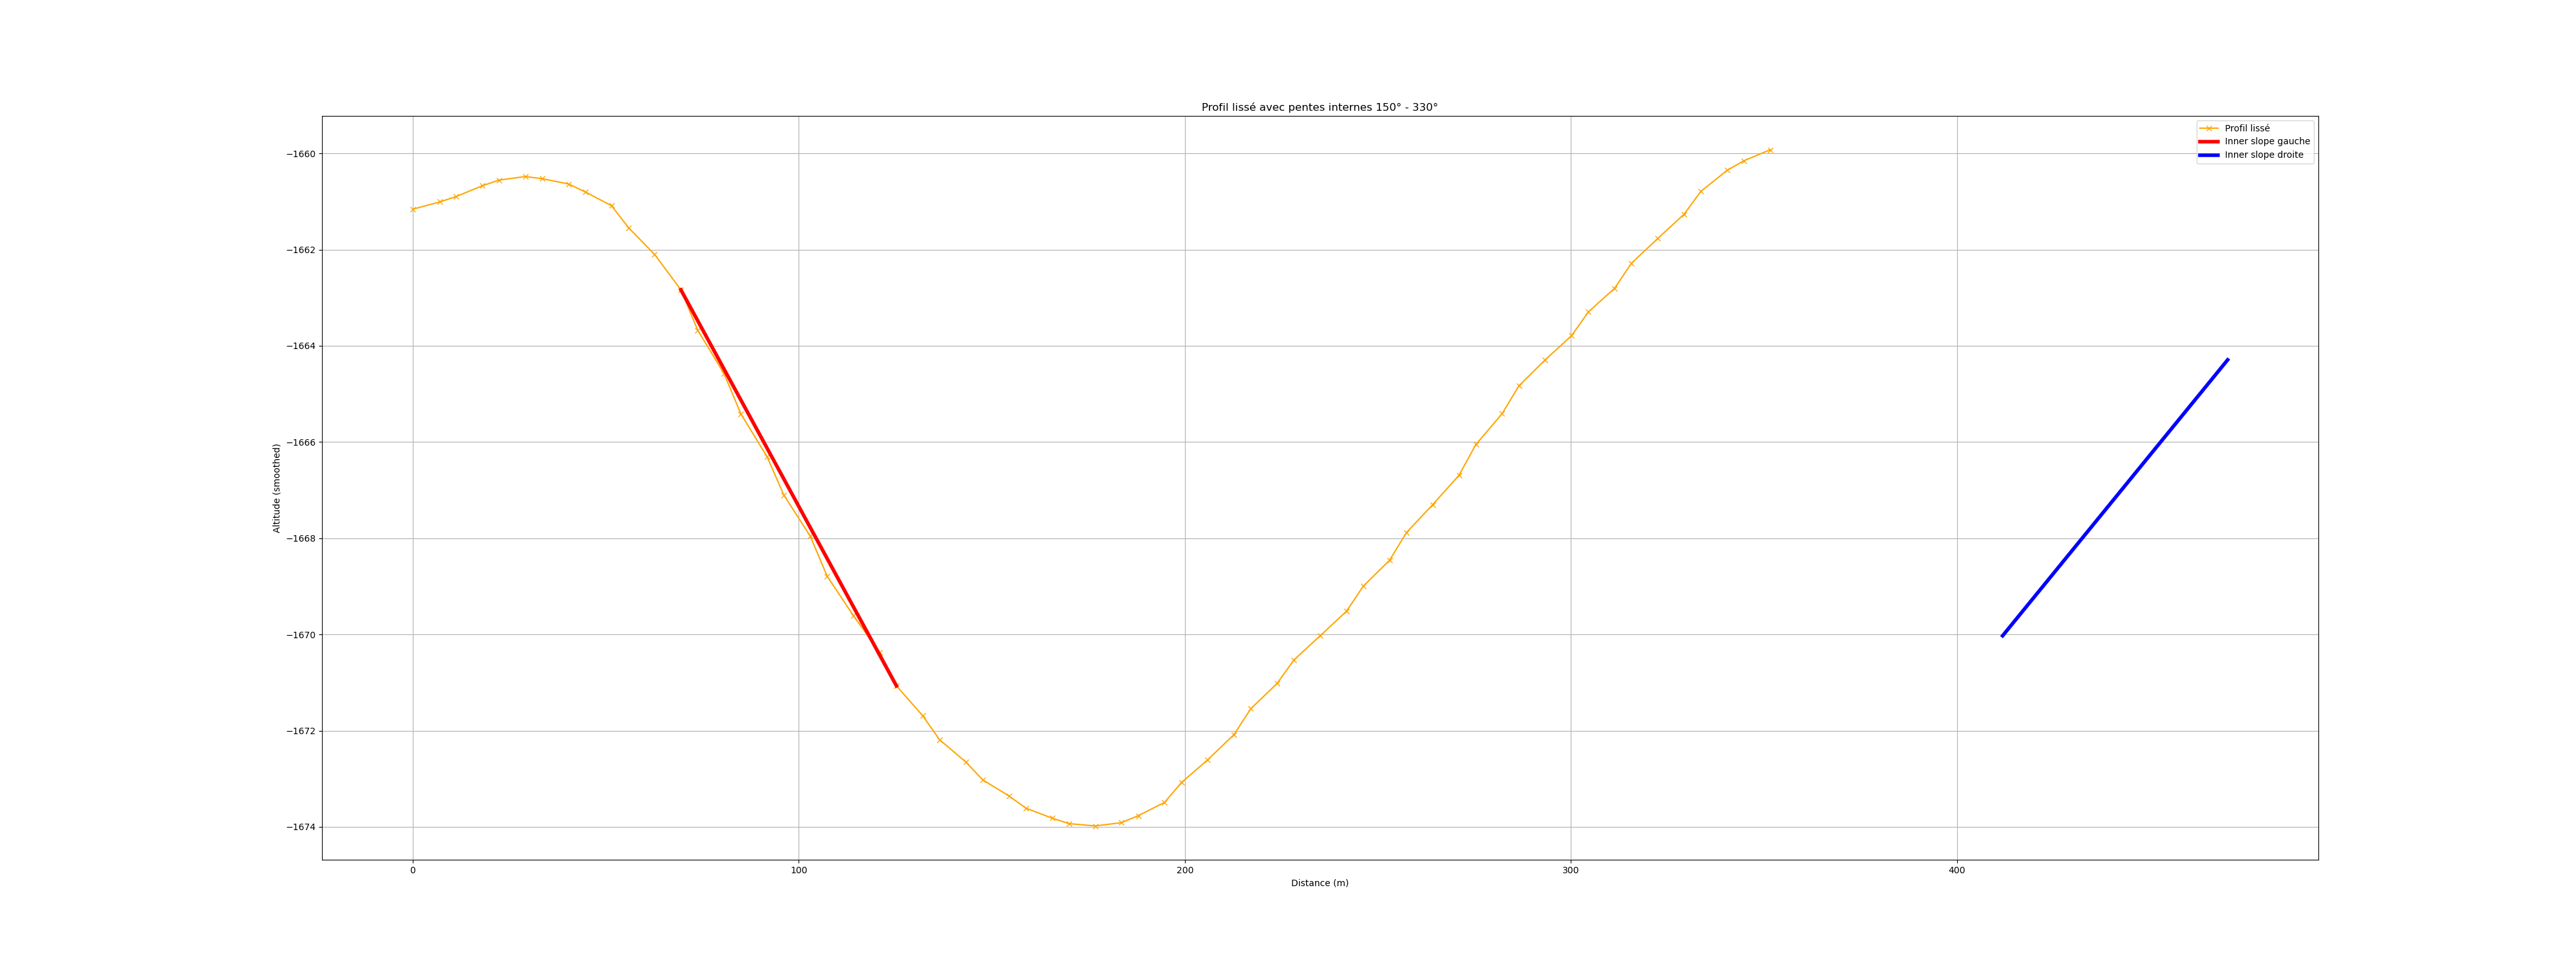 Profil lissé avec pentes internes 150° - 330°
Profil lissé
Inner slope gauche
Inner slope droite
−1660
−1662
−1664
−1666
−1668
−1670
−1672
−1674
Altitude (smoothed)
0
100
200
300
400
Distance (m)